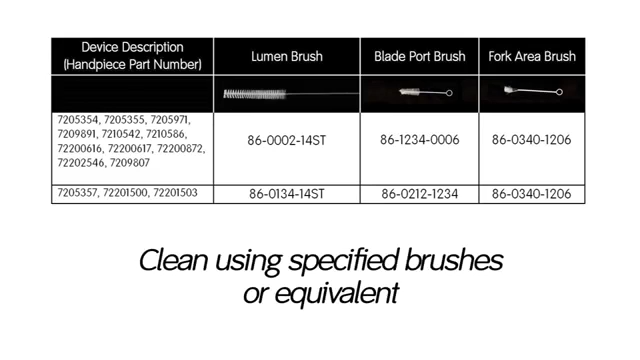 Device Description
(Handpiece Part Number)
Lumen Brush
Blade Port Brush
Fork Area Brush
7205354, 7205355, 7205971,
7209891, 7210542, 7210586,
72200616, 72200617, 72200872,
72202546, 7209807
86-0002-14ST
86-1234-0006
86-0340-1206
7205357, 72201500, 72201503
86-0134-14ST
86-0212-1234
86-0340-1206
Clean using specified brushes
or equivalent